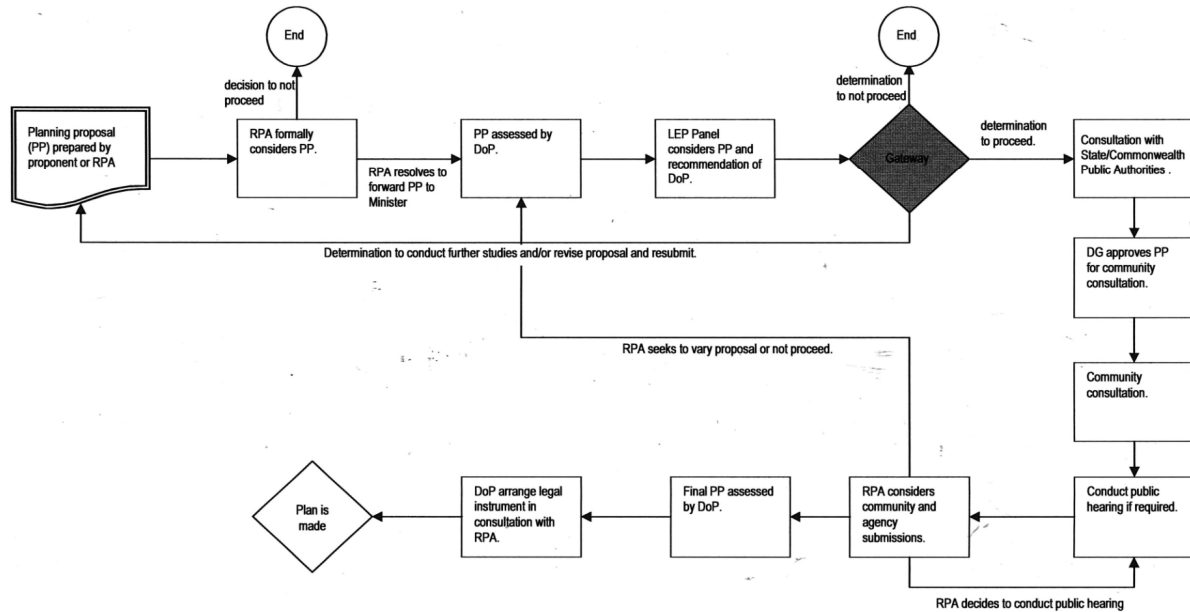 End
End
decision to not
proceed
determination
to not proceed
Planning proposal
(PP) prepared by
proponent or RPA
RPA formally
considers PP.
RPA resolves to
forward PP to
Minister
PP assessed by
DoP.
LEP Panel
considers PP and
recommendation of
DoP.
Gateway
determination
to proceed.
Consultation with
State/Commonwealth
Public Authorities .
Determination to conduct further studies and/or revise proposal and resubmit.
DG approves PP
for community
consultation.
RPA seeks to vary proposal or not proceed.
Community
consultation.
Plan is
made
DoP arrange legal
instrument in
consultation with
RPA.
Final PP assessed
by DoP.
RPA considers
community and
agency
submissions.
Conduct public
hearing if required.
RPA decides to conduct public hearing